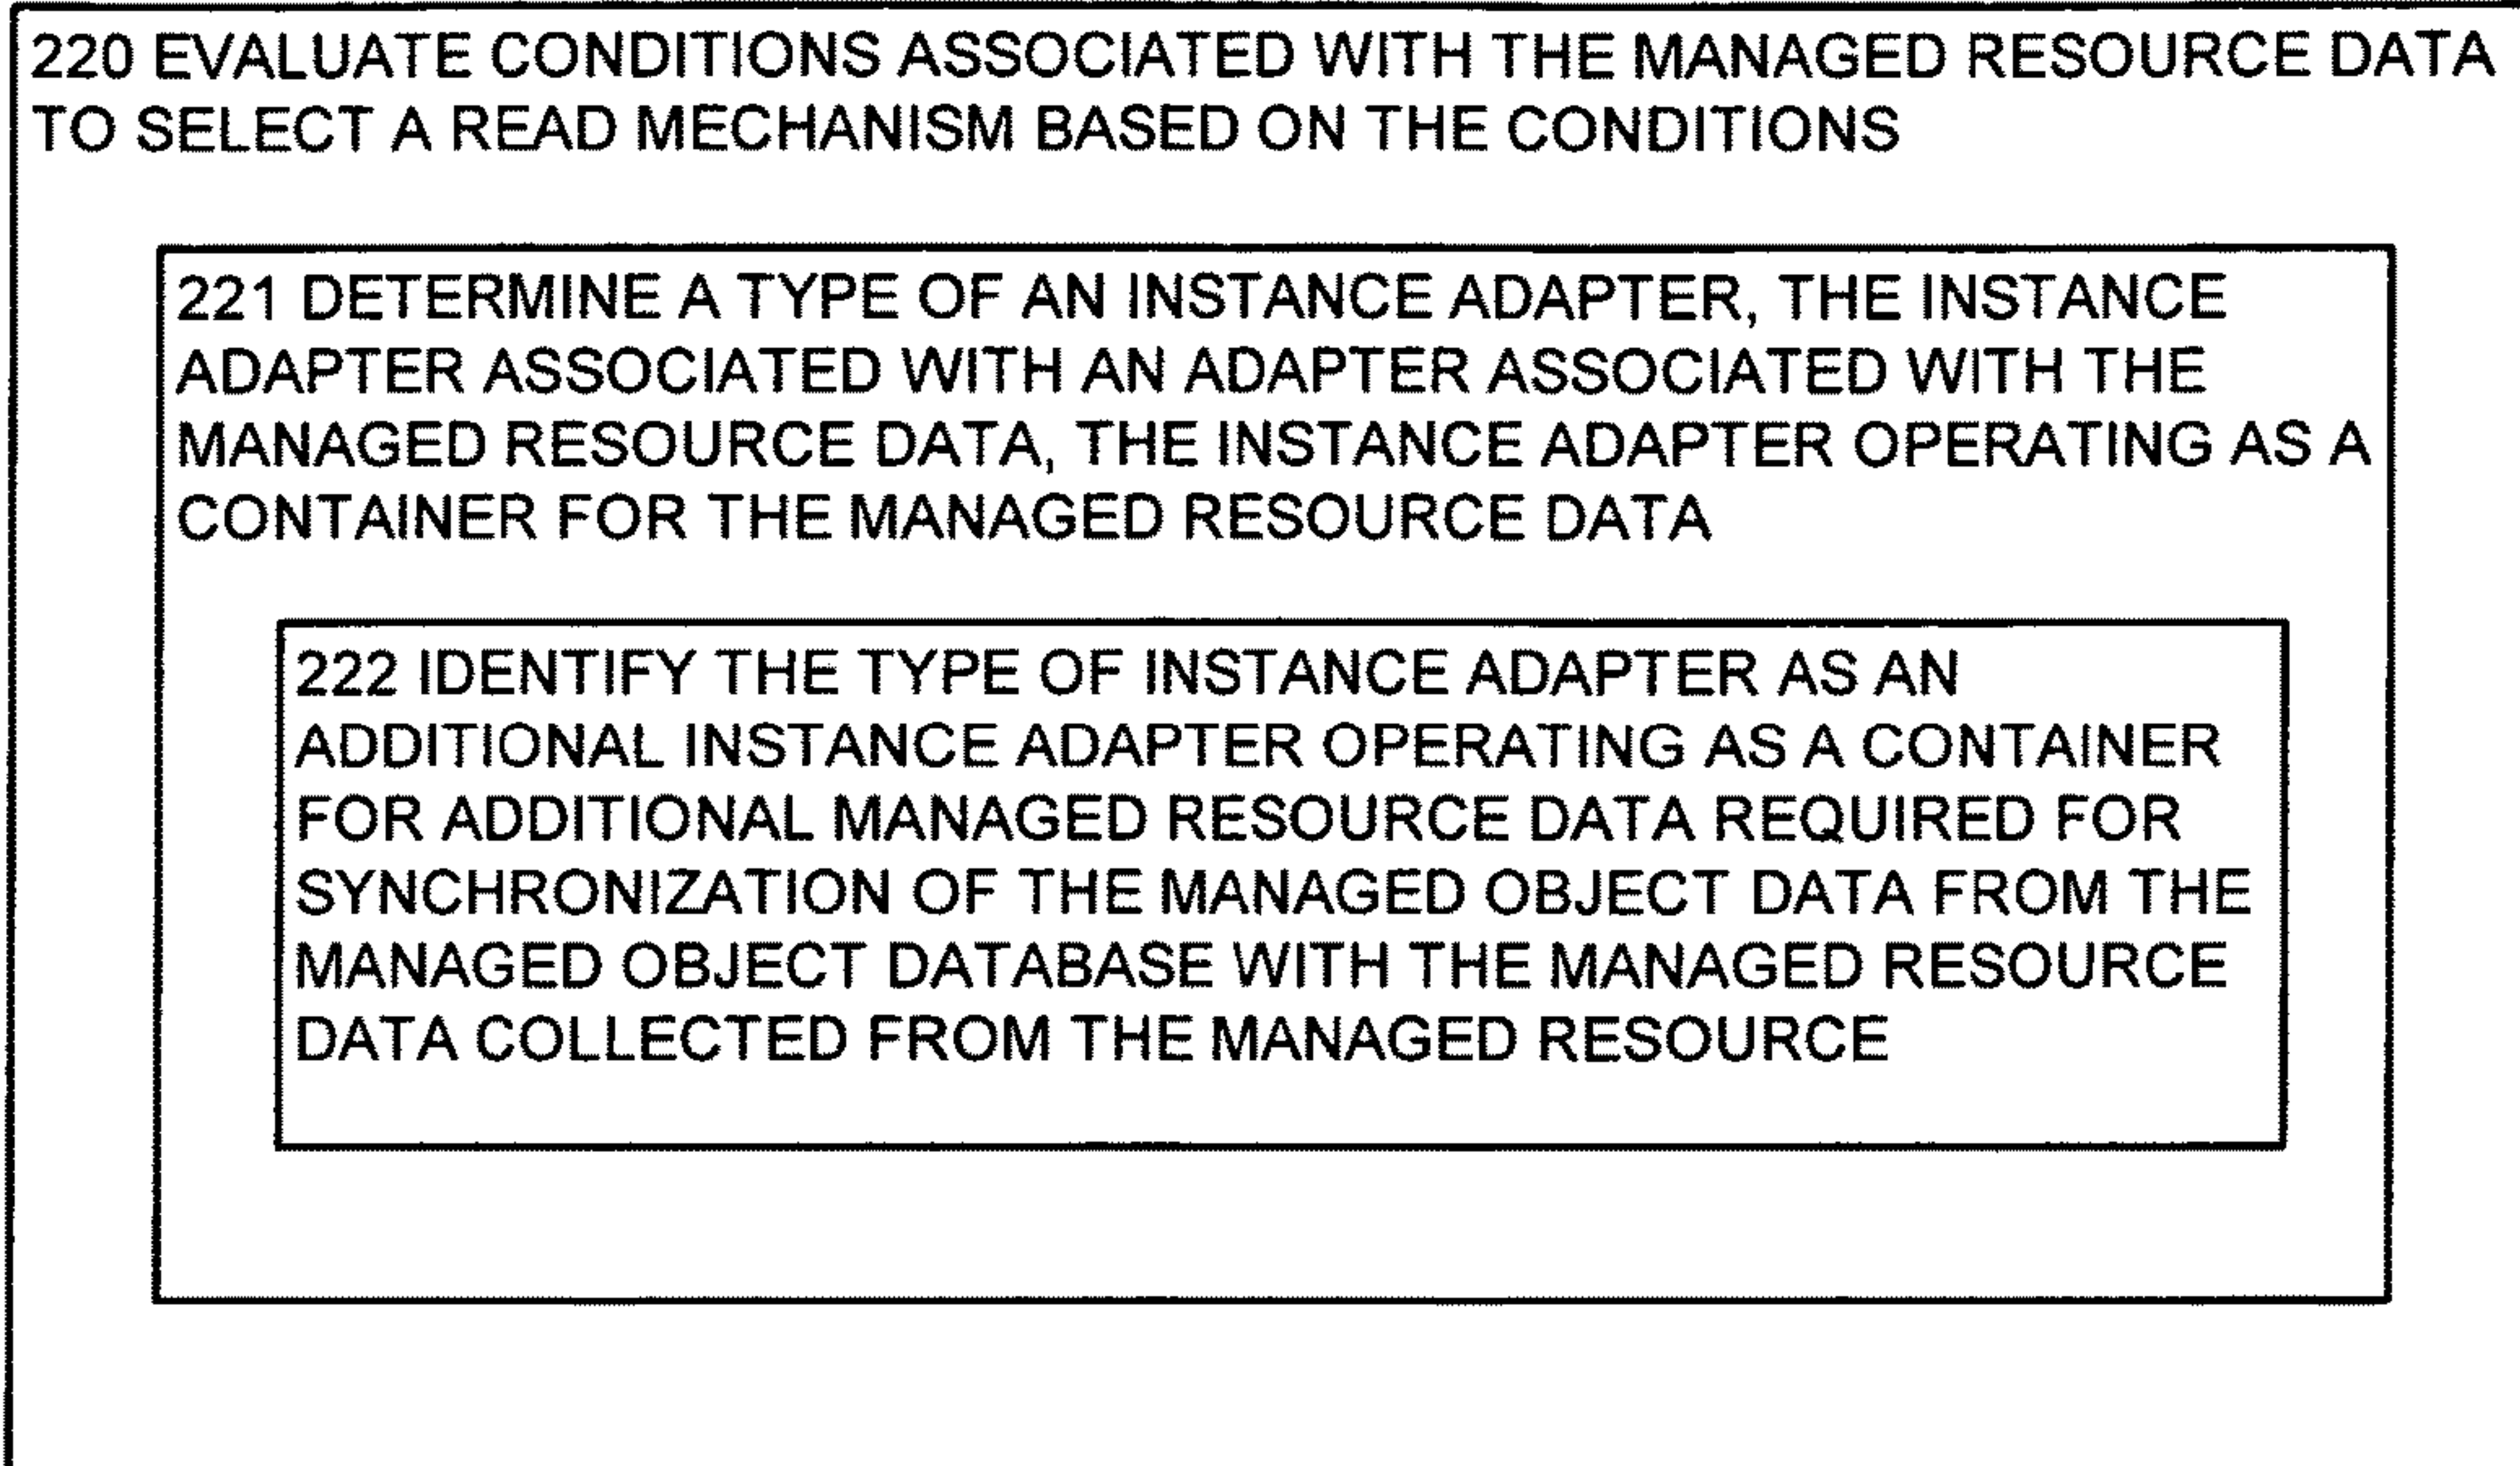 220 EVALUATE CONDITIONS ASSOCIATED WITH THE MANAGED RESOURCE DATA
TO SELECT A READ MECHANISM BASED ON THE CONDITIONS
221 DETERMINE A TYPE OF AN INSTANCE ADAPTER, THE INSTANCE
ADAPTER ASSOCIATED WITH AN ADAPTER ASSOCIATED WITH THE
MANAGED RESOURCE DATA, THE INSTANCE ADAPTER OPERATING AS A
CONTAINER FOR THE MANAGED RESOURCE DATA
222 IDENTIFY THE TYPE OF INSTANCE ADAPTER AS AN
ADDITIONAL INSTANCE ADAPTER OPERATING AS A CONTAINER
FOR ADDITIONAL MANAGED RESOURCE DATA REQUIRED FOR
SYNCHRONIZATION OF THE MANAGED OBJECT DATA FROM THE
MANAGED OBJECT DATABASE WITH THE MANAGED RESOURCE
DATA COLLECTED FROM THE MANAGED RESOURCE